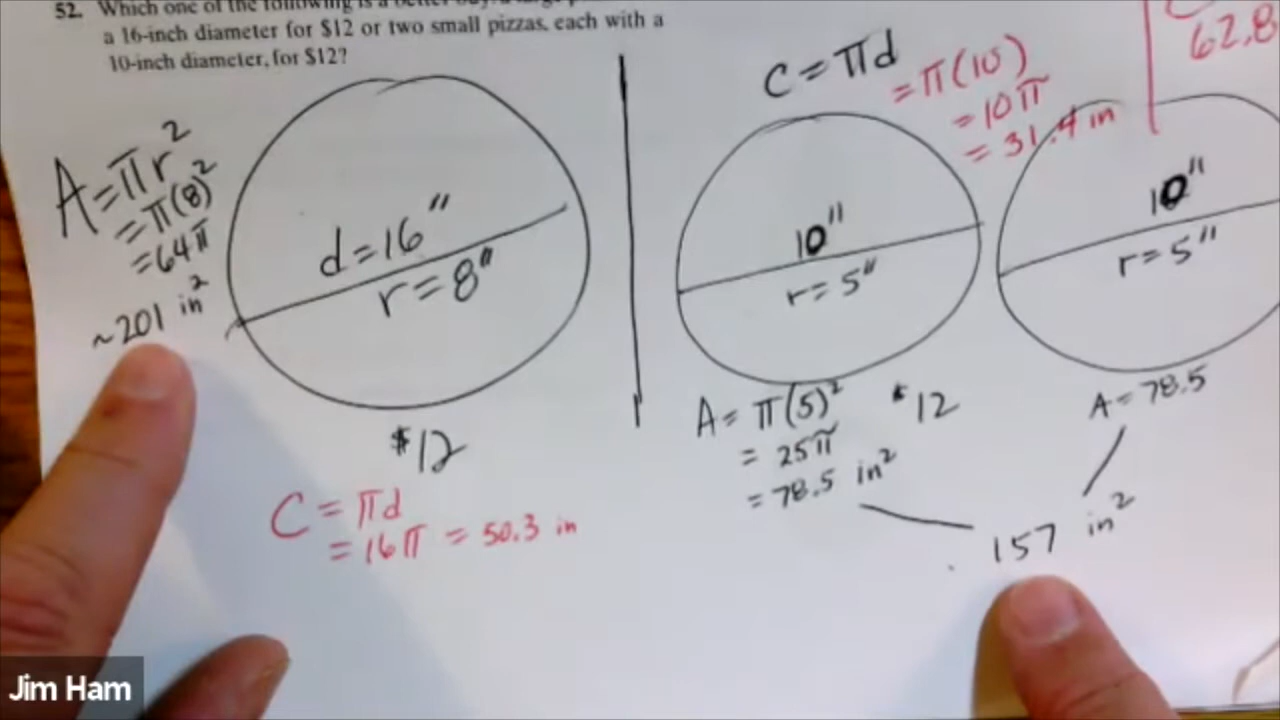 52. Which one of the following is a better buy: a large
a 16-inch diameter for $12 or two small pizzas, each with a
10-inch diameter, for $12?
A = πr²
= π(8)²
= 64π
~201 in²
d = 16"
r = 8"
$12
C = πd
= 16π = 50.3 in
C = πd
= π(10)
= 10π
= 31.4 in
62.8
10"
r = 5"
10"
r = 5"
A = π(5)²
= 25π
= 78.5 in²
$12
A = 78.5
157 in²
Jim Ham